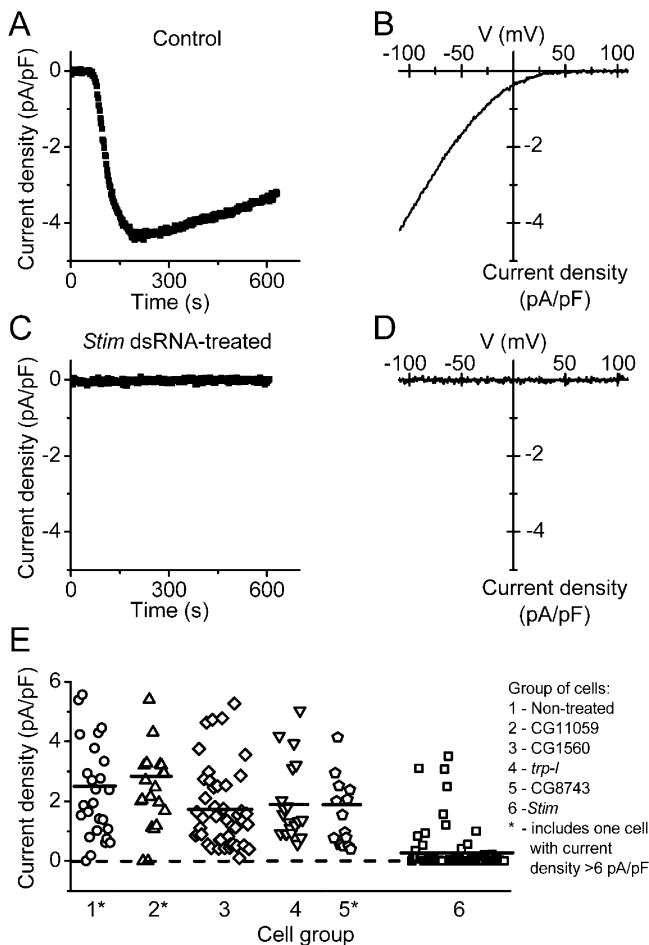 A
Control
0
-2
-4
Current density (pA/pF)
0
300
600
Time (s)
B
V (mV)
-100
-50
0
50
100
-2
-4
Current density
(pA/pF)
C
Stim dsRNA-treated
0
-2
-4
Current density (pA/pF)
0
300
600
Time (s)
D
V (mV)
-100
-50
0
50
100
-2
-4
Current density
(pA/pF)
E
6
4
2
0
Current density (pA/pF)
1*
2*
3
4
5*
6
Cell group
Group of cells:
1 - Non-treated
2 - CG11059
3 - CG1560
4 - trp-l
5 - CG8743
6 - Stim
* - includes one cell
with current
density >6 pA/pF